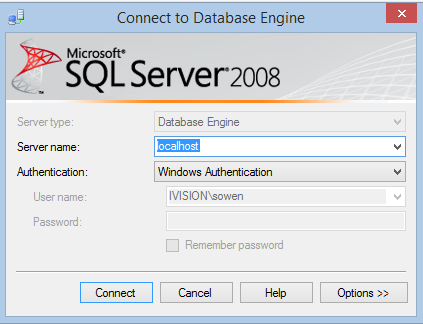 Connect to Database Engine
Microsoft®
SQL Server® 2008
Server type: Database Engine
Server name: localhost
Authentication: Windows Authentication
User name: IVISION\sowen
Password:
Remember password
Connect Cancel Help Options >>